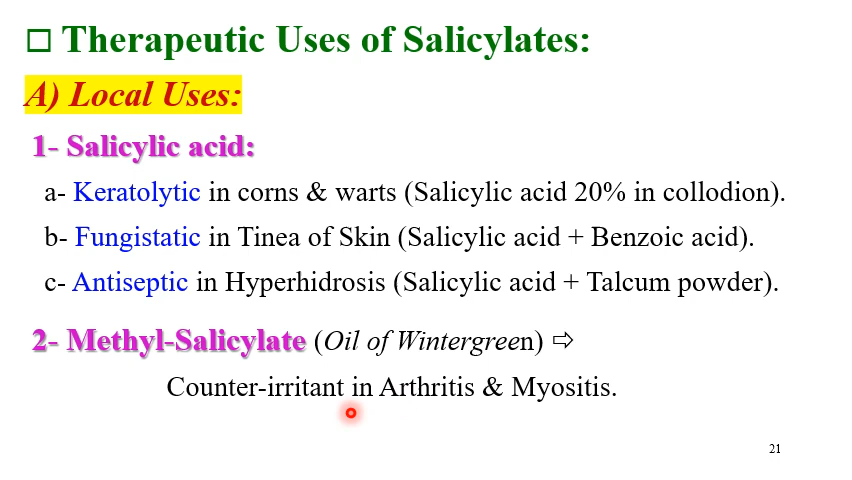 □ Therapeutic Uses of Salicylates:
A) Local Uses:
1- Salicylic acid:
a- Keratolytic in corns & warts (Salicylic acid 20% in collodion).
b- Fungistatic in Tinea of Skin (Salicylic acid + Benzoic acid).
c- Antiseptic in Hyperhidrosis (Salicylic acid + Talcum powder).
2- Methyl-Salicylate (Oil of Wintergreen) ⇨
Counter-irritant in Arthritis & Myositis.
21